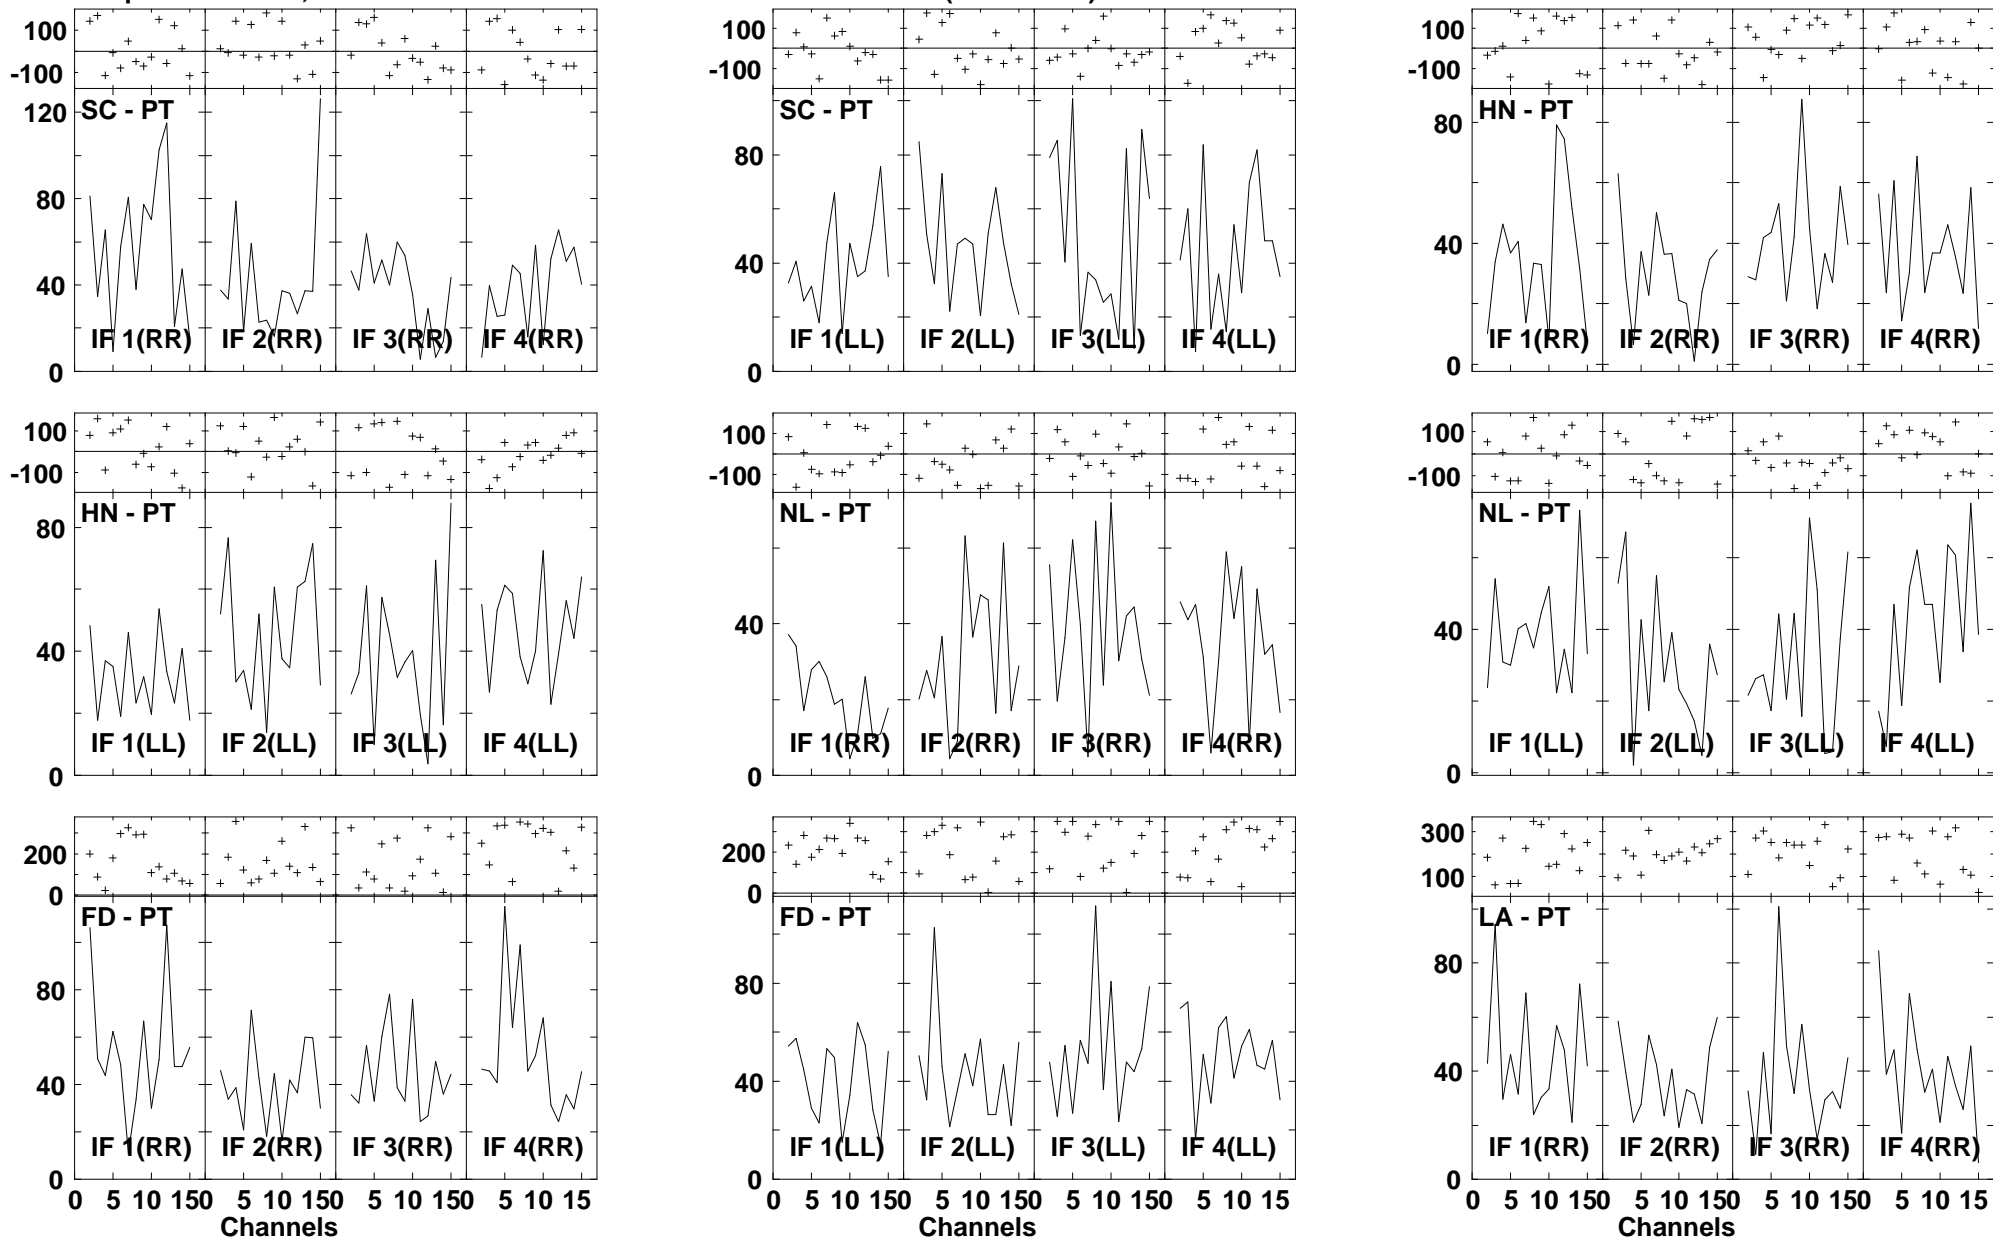 100
-100
120
80
40
0
SC - PT
IF 1(RR) IF 2(RR) IF 3(RR) IF 4(RR)
100
-100
80
40
0
SC - PT
IF 1(LL) IF 2(LL) IF 3(LL) IF 4(LL)
100
-100
80
40
0
HN - PT
IF 1(RR) IF 2(RR) IF 3(RR) IF 4(RR)
100
-100
80
40
0
HN - PT
IF 1(LL) IF 2(LL) IF 3(LL) IF 4(LL)
100
-100
40
0
NL - PT
IF 1(RR) IF 2(RR) IF 3(RR) IF 4(RR)
100
-100
40
0
NL - PT
IF 1(LL) IF 2(LL) IF 3(LL) IF 4(LL)
200
0
80
40
0
FD - PT
IF 1(RR) IF 2(RR) IF 3(RR) IF 4(RR)
0 5 10 150 5 10 150 5 10 150 5 10 15
Channels
200
0
80
40
0
FD - PT
IF 1(LL) IF 2(LL) IF 3(LL) IF 4(LL)
0 5 10 150 5 10 150 5 10 150 5 10 15
Channels
300
100
80
40
0
LA - PT
IF 1(RR) IF 2(RR) IF 3(RR) IF 4(RR)
0 5 10 150 5 10 150 5 10 150 5 10 15
Channels